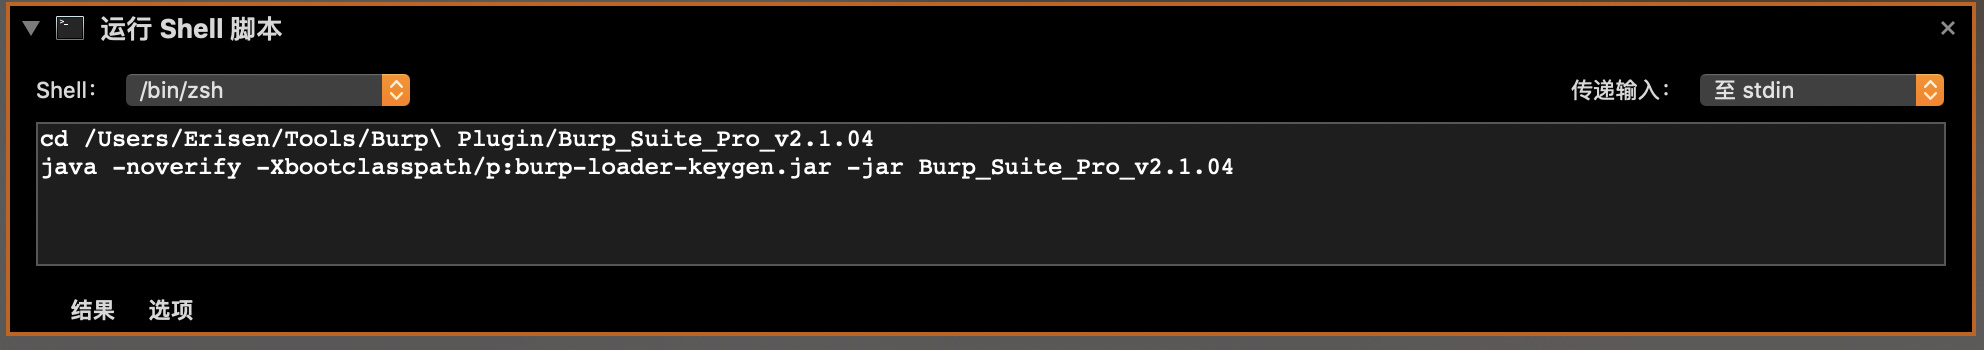 运行 Shell 脚本
Shell： /bin/zsh 传递输入： 至 stdin
cd /Users/Erisen/Tools/Burp\ Plugin/Burp_Suite_Pro_v2.1.04
java -noverify -Xbootclasspath/p:burp-loader-keygen.jar -jar Burp_Suite_Pro_v2.1.04
结果 选项